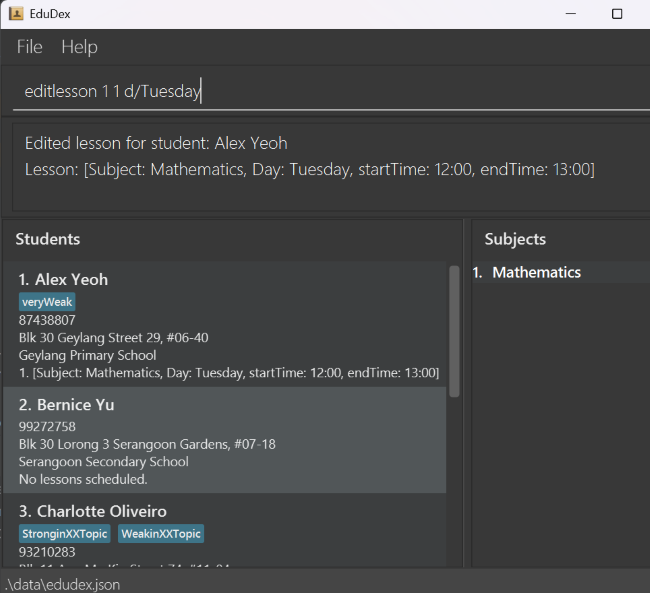 EduDex
File Help
editlesson 1 1 d/Tuesday
Edited lesson for student: Alex Yeoh
Lesson: [Subject: Mathematics, Day: Tuesday, startTime: 12:00, endTime: 13:00]
Students
1. Alex Yeoh
veryWeak
87438807
Blk 30 Geylang Street 29, #06-40
Geylang Primary School
1. [Subject: Mathematics, Day: Tuesday, startTime: 12:00, endTime: 13:00]
2. Bernice Yu
99272758
Blk 30 Lorong 3 Serangoon Gardens, #07-18
Serangoon Secondary School
No lessons scheduled.
3. Charlotte Oliveiro
StronginXXTopic WeakinXXTopic
93210283
Subjects
1. Mathematics
.\data\edudex.json